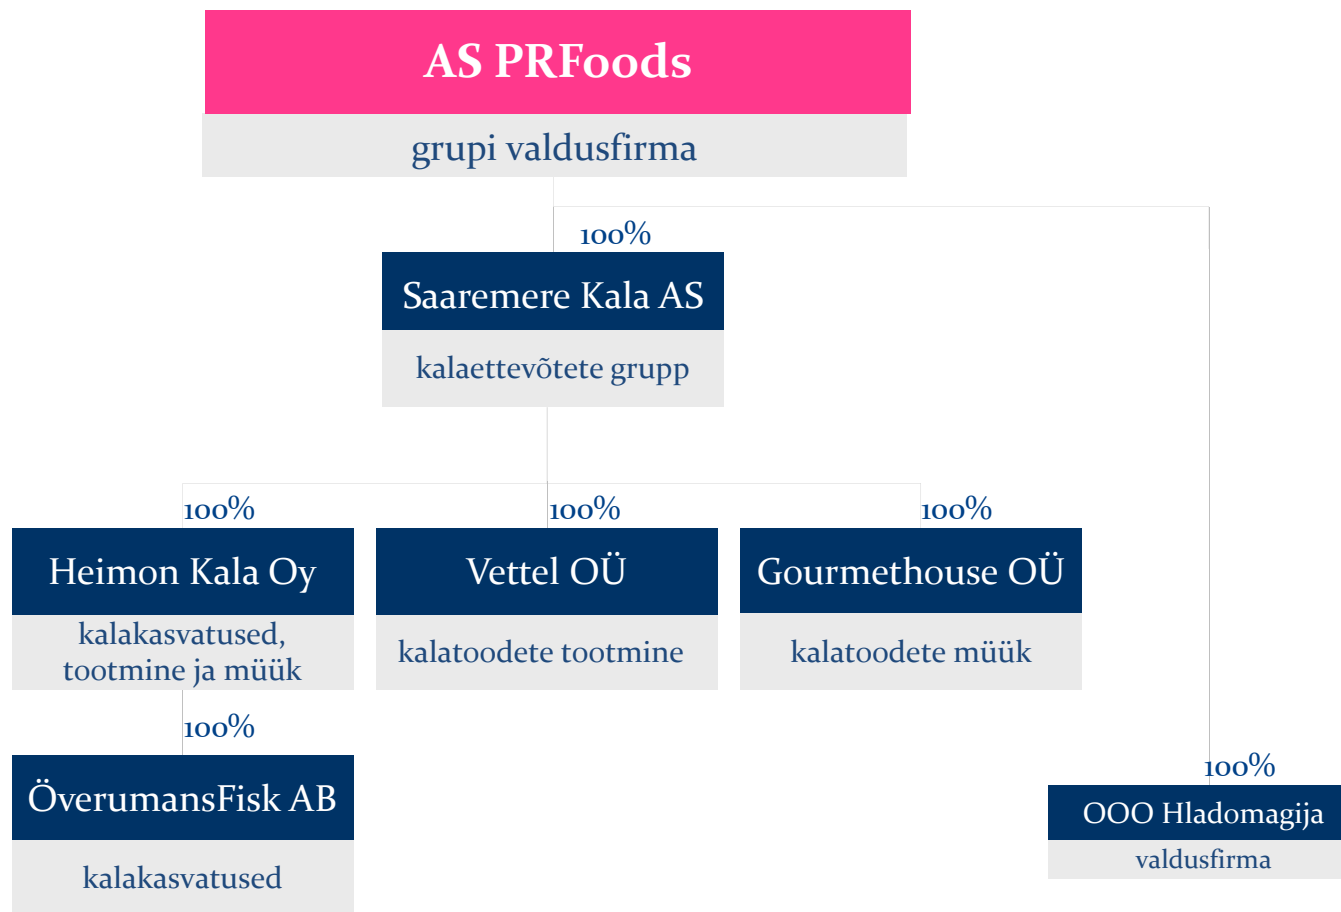 AS PRFoods
grupi valdusfirma
100%
Saaremere Kala AS
kalaettevõtete grupp
100%
100%
100%
Heimon Kala Oy
Vettel OÜ
Gourmethouse OÜ
kalakasvatused,
tootmine ja müük
kalatoodete tootmine
kalatoodete müük
100%
ÖverumansFisk AB
kalakasvatused
100%
OOO Hladomagija
valdusfirma